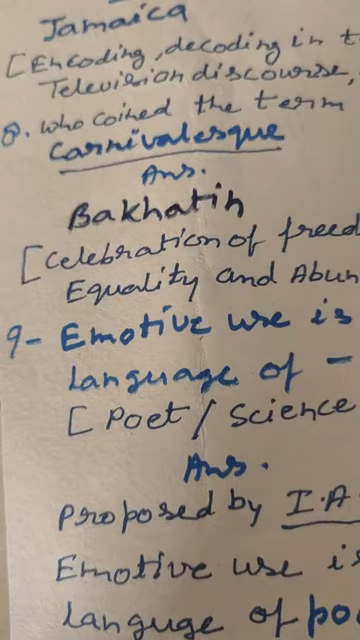 Jamaica
[Encoding, decoding in t
Television discourse,
8. who coined the term
Carnivalesque
Ans.
Bakhatin
[Celebration of freed
Equality and Abun
9- Emotive use is
language of -
[Poet / Science
Ans.
Proposed by I.A
Emotive use is
languge of po